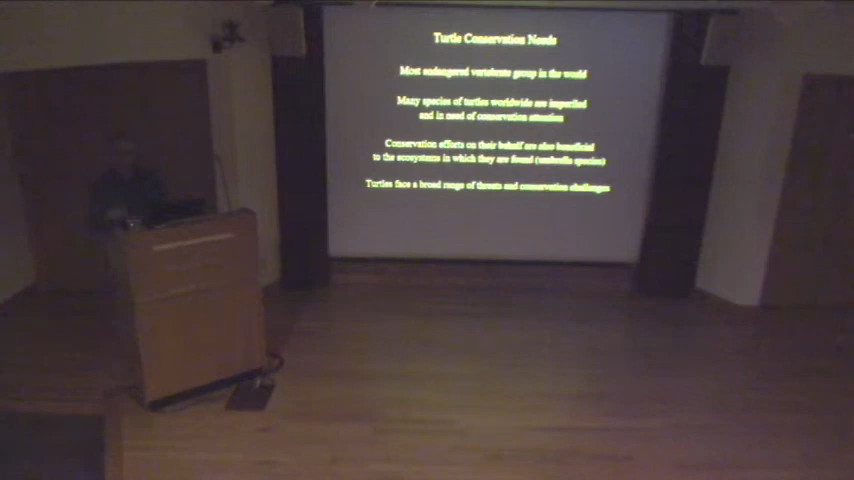 Turtle Conservation Needs
Most endangered vertebrate group in the world
Many species of turtles worldwide are imperiled
and in need of conservation attention
Conservation efforts on their behalf are also beneficial
to the ecosystems in which they are found (umbrella species)
Turtles face a broad range of threats and conservation challenges